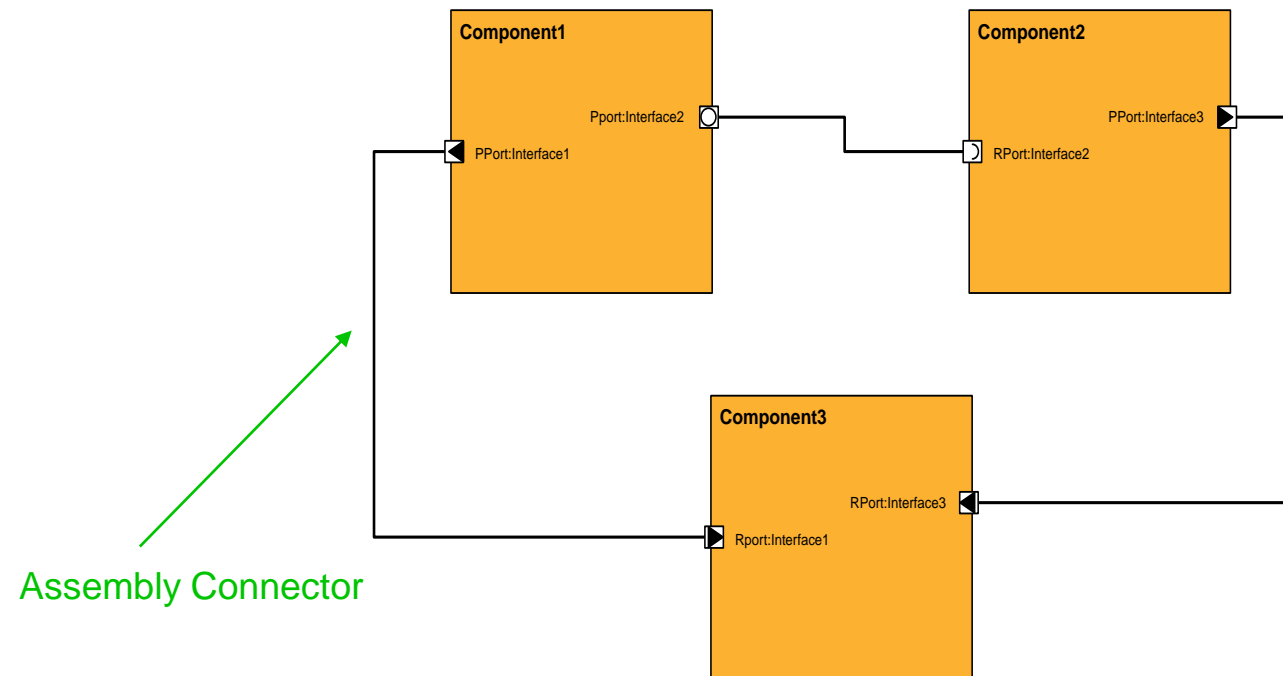 Component1
Component2
Pport:Interface2
PPort:Interface3
PPort:Interface1
RPort:Interface2
Component3
RPort:Interface3
Rport:Interface1
Assembly Connector